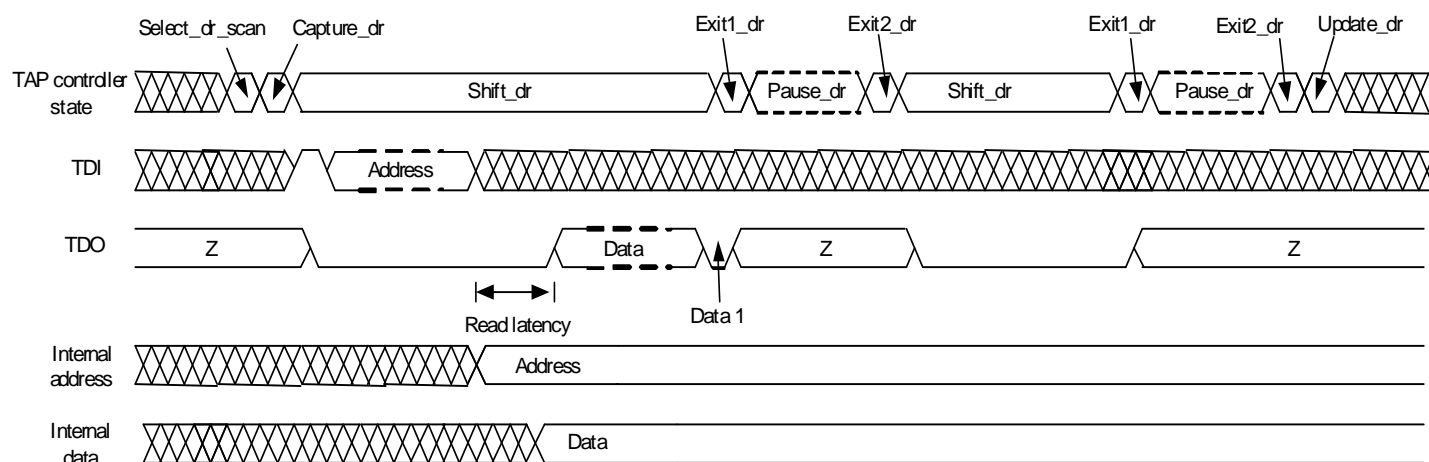 Select_dr_scan Capture_dr Exit1_dr Exit2_dr Exit1_dr Exit2_dr Update_dr
TAP controller
state
Shift_dr Pause_dr Shift_dr Pause_dr
TDI
Address
TDO
Z Data Z Z
Read latency
Data 1
Internal
address
Address
Internal
data
Data